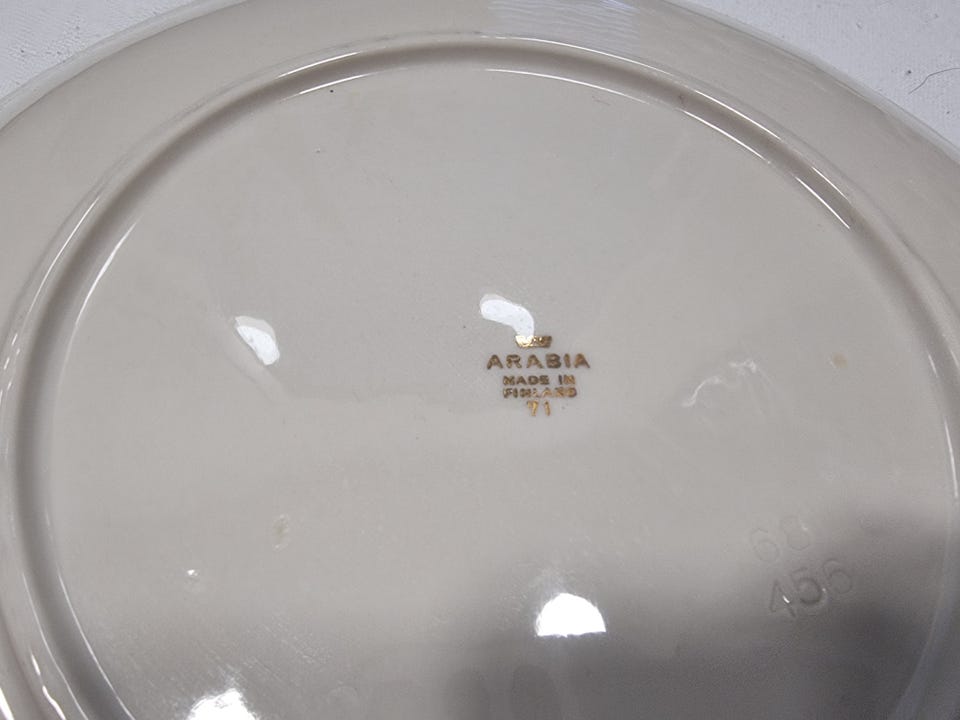 ARABIA
MADE IN
FINLAND
71
68
456